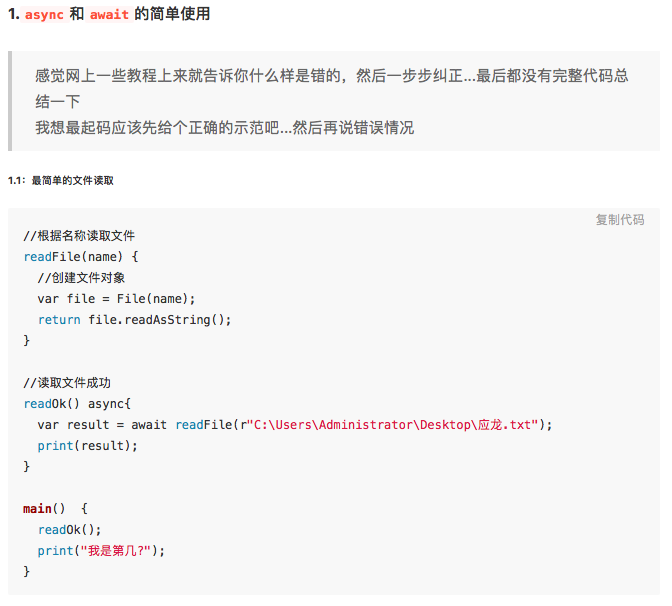 1. async 和 await 的简单使用
感觉网上一些教程上来就告诉你什么样是错的，然后一步步纠正...最后都没有完整代码总
结一下
我想最起码应该先给个正确的示范吧...然后再说错误情况
1.1：最简单的文件读取
复制代码
//根据名称读取文件
readFile(name) {
  //创建文件对象
  var file = File(name);
  return file.readAsString();
}

//读取文件成功
readOk() async{
  var result = await readFile(r"C:\Users\Administrator\Desktop\应龙.txt");
  print(result);
}

main()  {
  readOk();
  print("我是第几?");
}